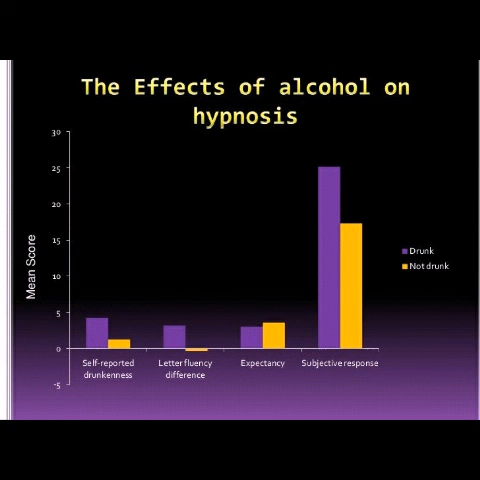 The Effects of alcohol on
hypnosis
30
25
20
15
10
5
0
-5
Mean Score
Self-reported
drunkenness
Letter fluency
difference
Expectancy
Subjective response
Drunk
Not drunk